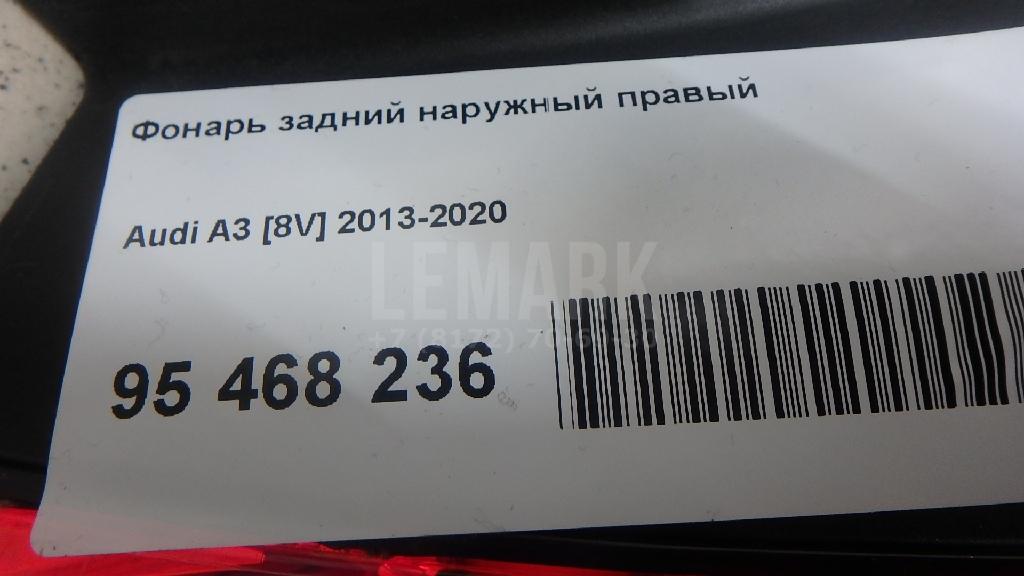 Фонарь задний наружный правый
Audi A3 [8V] 2013-2020
LEMARK
95 468 236